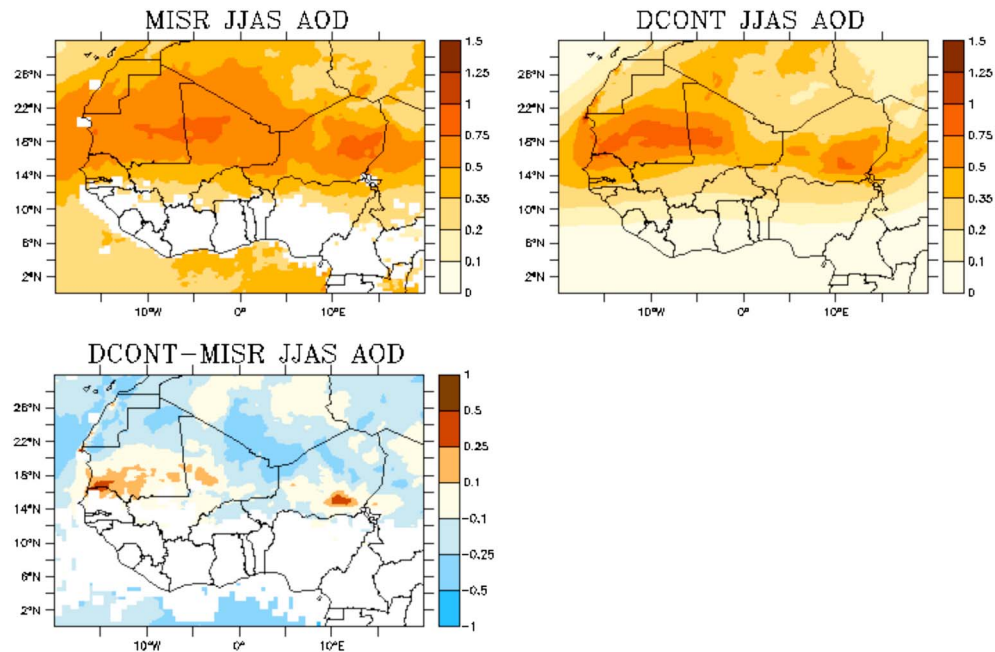 MISR JJAS AOD
26°N
22°N
18°N
14°N
10°N
6°N
2°N
10°W
0°
10°E
1.5
1.25
1
0.75
0.5
0.35
0.2
0.1
0
DCONT JJAS AOD
26°N
22°N
18°N
14°N
10°N
6°N
2°N
10°W
0°
10°E
1.5
1.25
1
0.75
0.5
0.35
0.2
0.1
0
DCONT-MISR JJAS AOD
26°N
22°N
18°N
14°N
10°N
6°N
2°N
10°W
0°
10°E
1
0.5
0.25
0.1
-0.1
-0.25
-0.5
-1